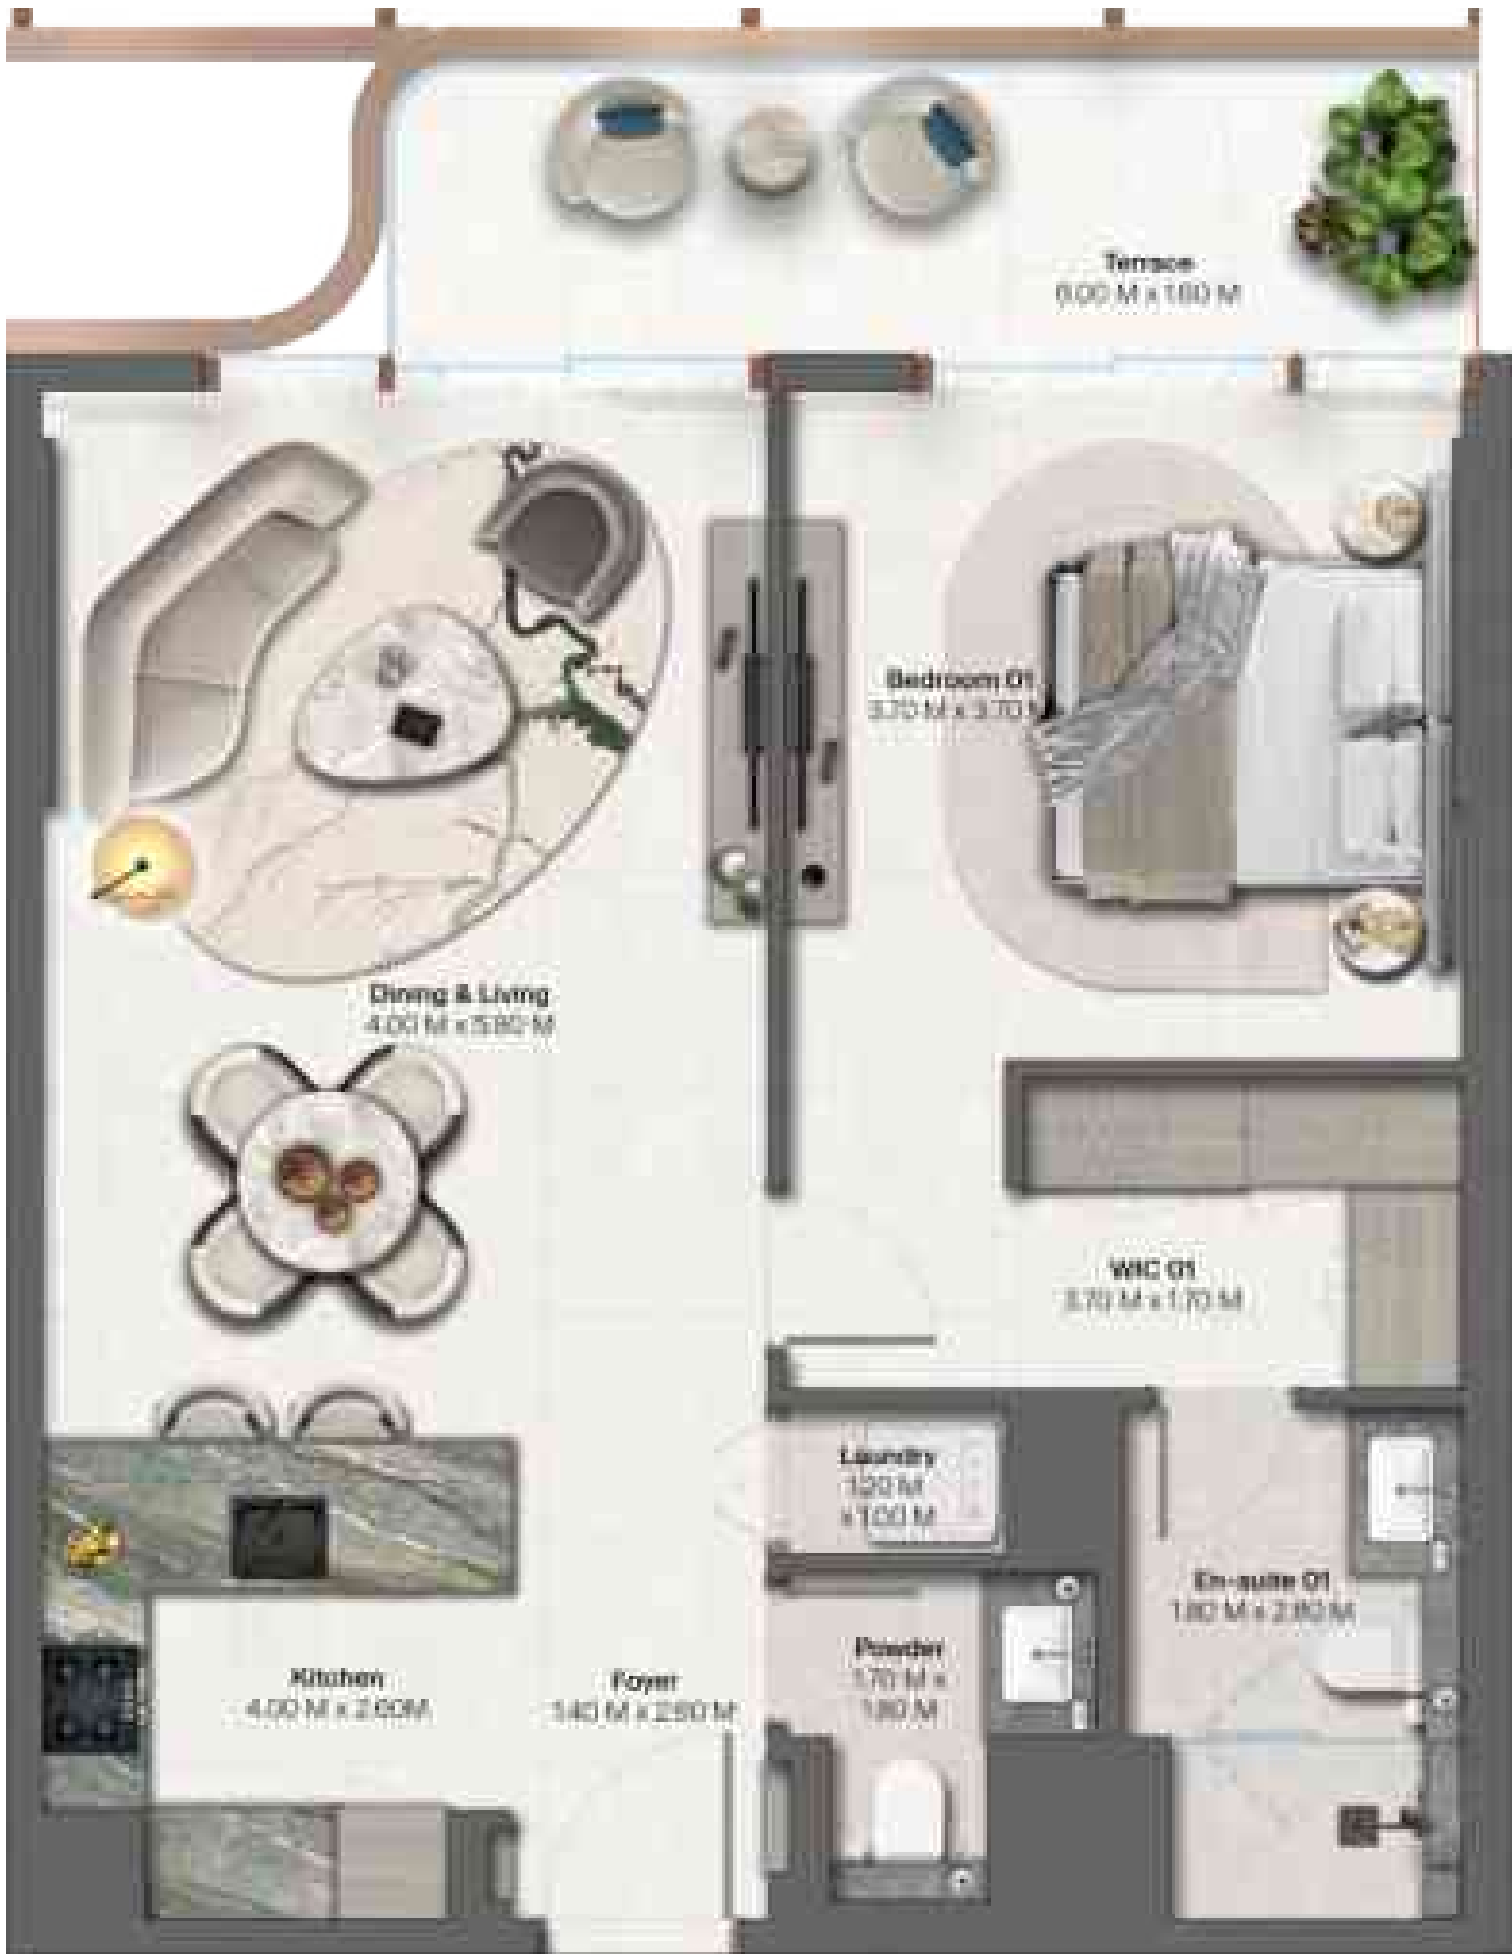 Terrace
6.00 M x 1.60 M
Bedroom 01
3.70 M x 3.70 M
Dining & Living
4.00 M x 5.80 M
WIC 01
3.70 M x 1.70 M
Laundry
1.20 M
x 1.00 M
En-suite 01
1.80 M x 2.80 M
Powder
1.70 M x
1.80 M
Kitchen
4.00 M x 2.60M
Foyer
1.40 M x 2.80 M